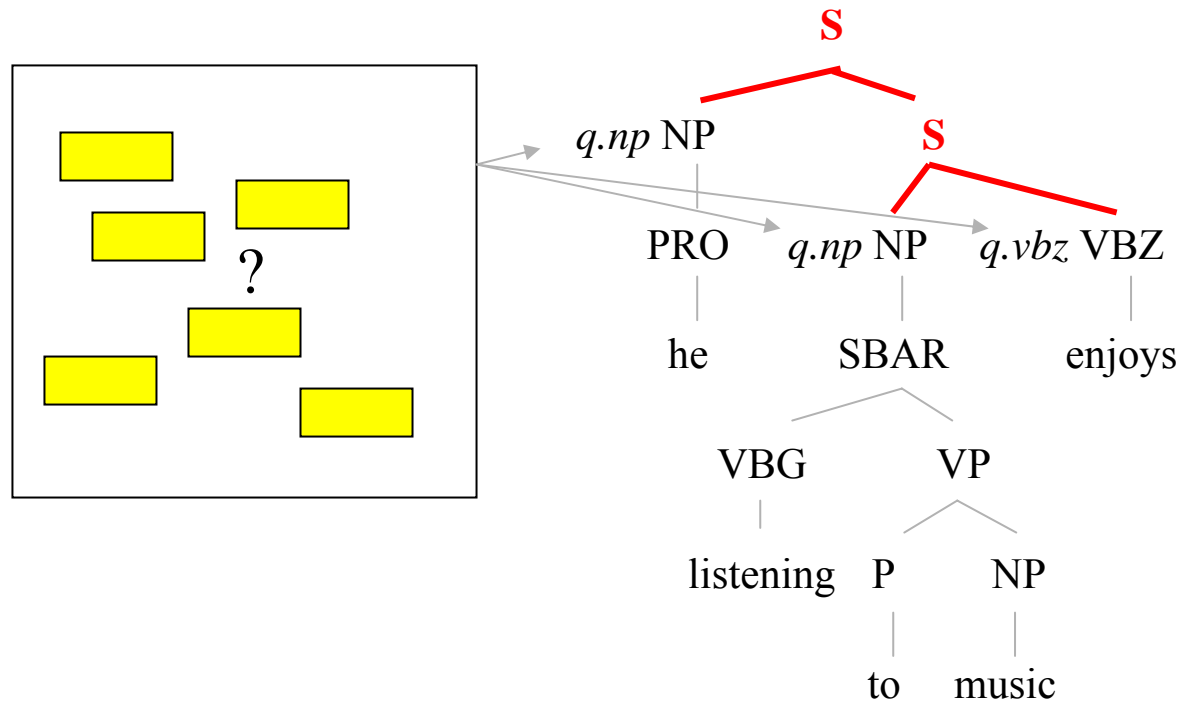 S
q.np NP
S
PRO
q.np NP
q.vbz VBZ
?
he
SBAR
enjoys
VBG
VP
listening
P
NP
to
music